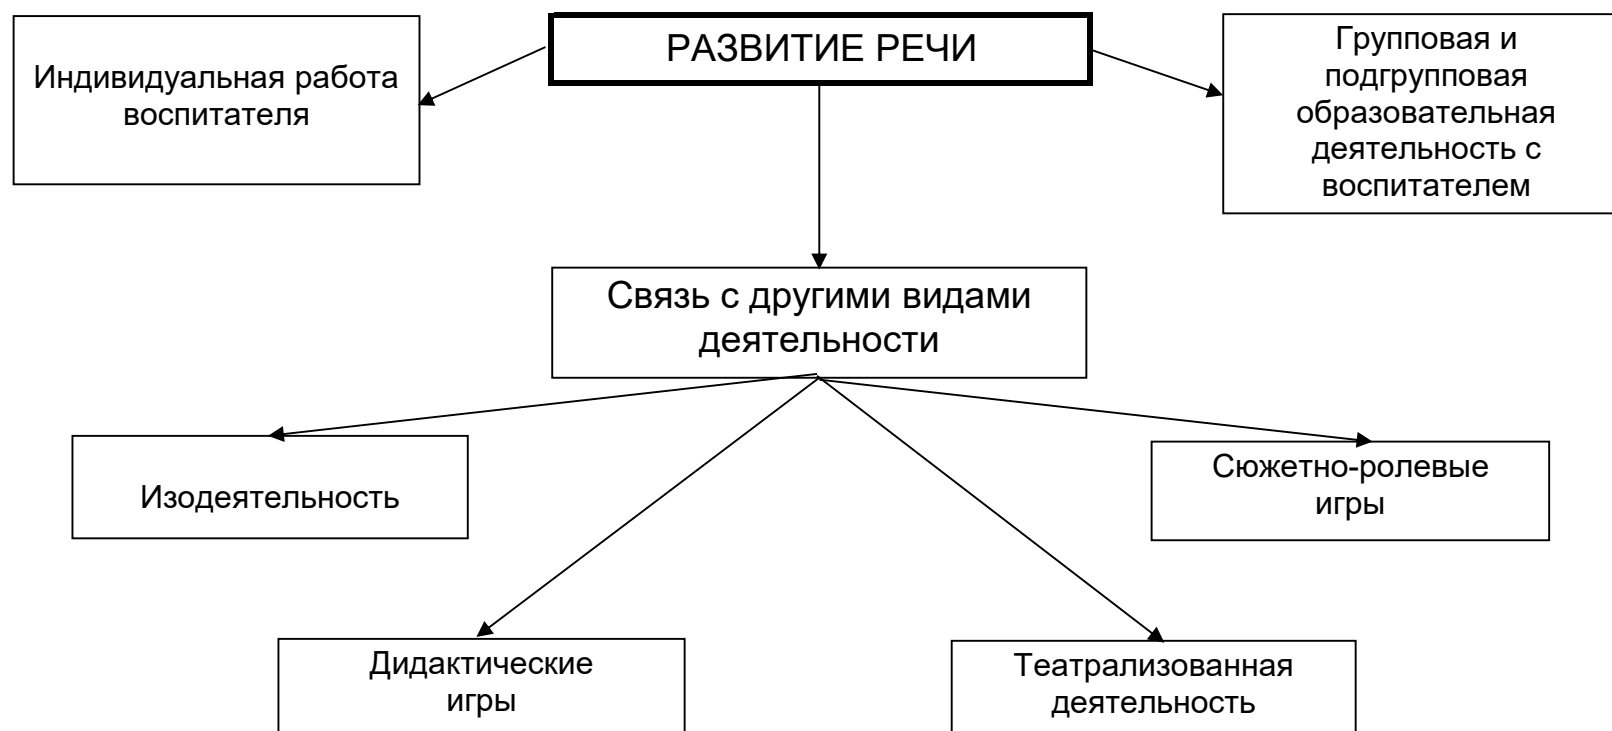 РАЗВИТИЕ РЕЧИ
Индивидуальная работа
воспитателя
Групповая и
подгрупповая
образовательная
деятельность с
воспитателем
Связь с другими видами
деятельности
Изодеятельность
Сюжетно-ролевые
игры
Дидактические
игры
Театрализованная
деятельность